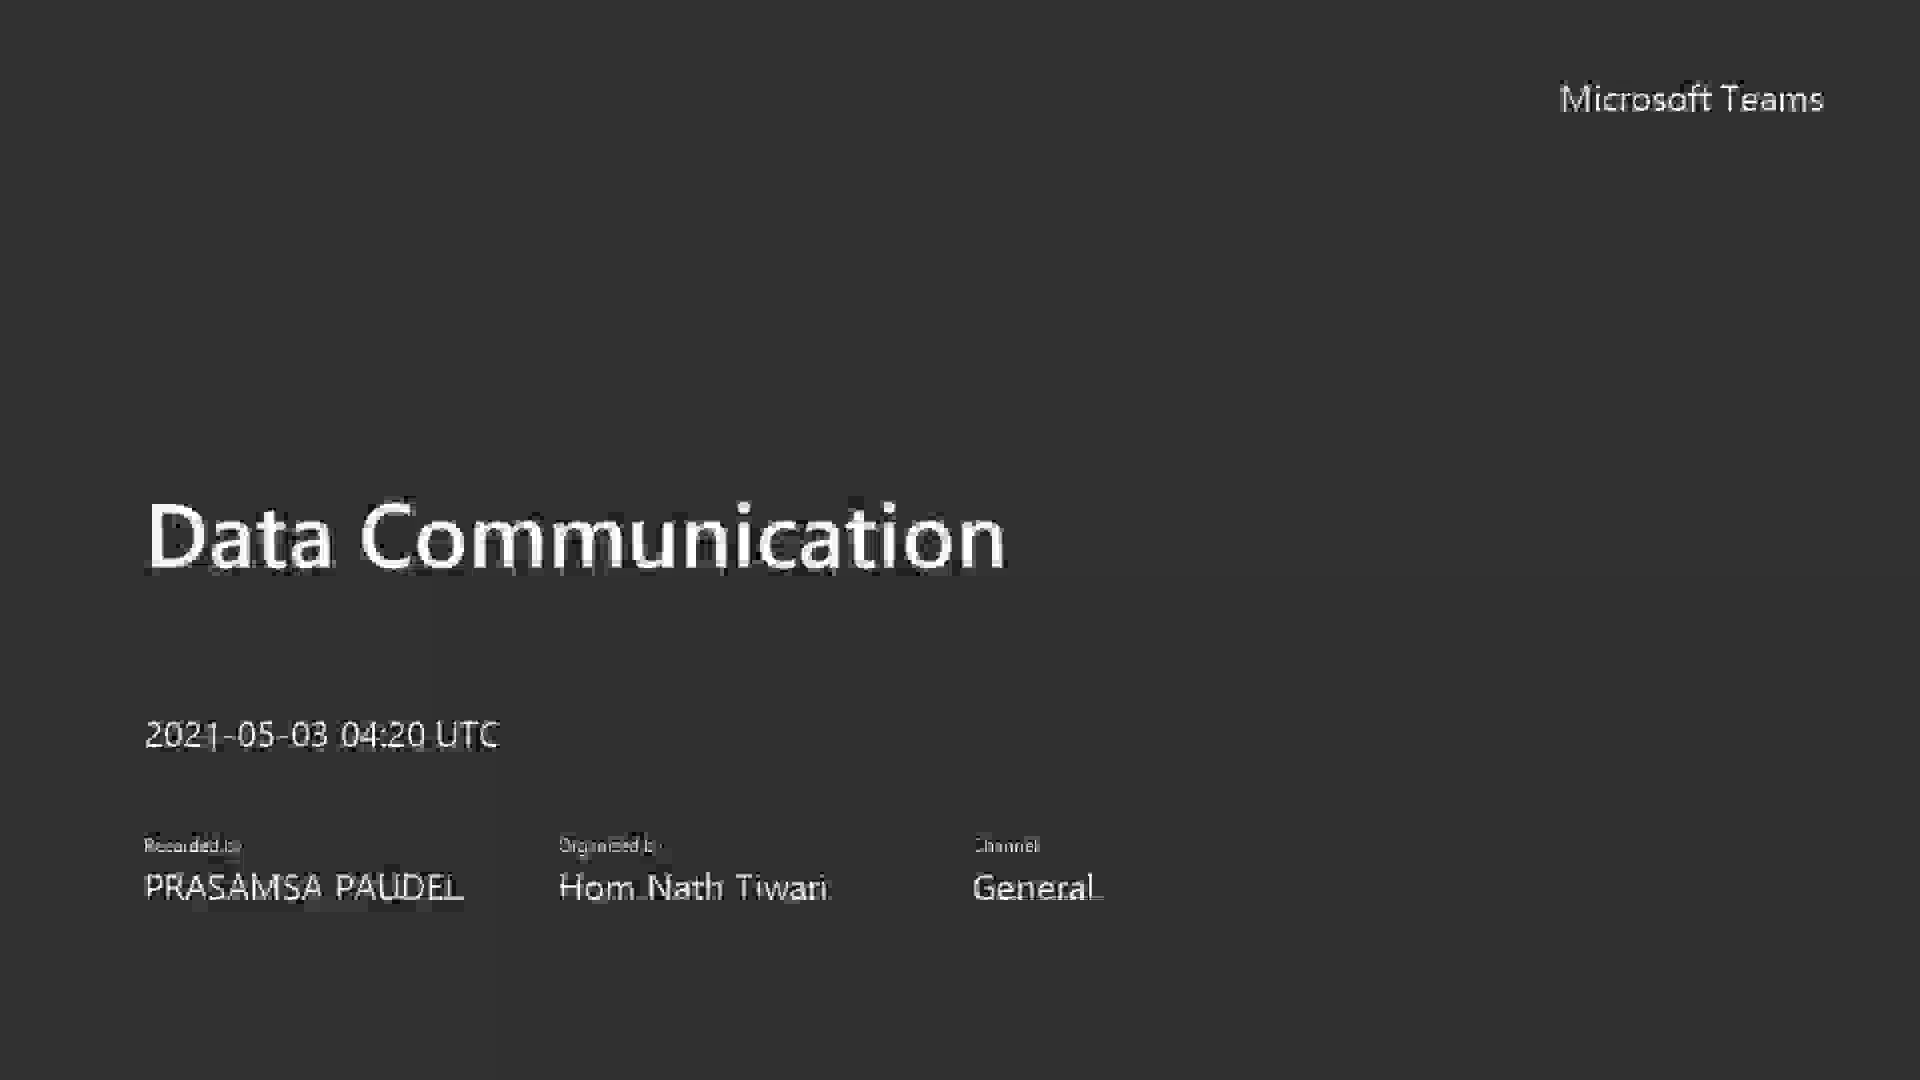 Microsoft Teams
Data Communication
2021-05-03 04:20 UTC
Recorded by Organized by Channel
PRASAMSA PAUDEL Hom Nath Tiwari General